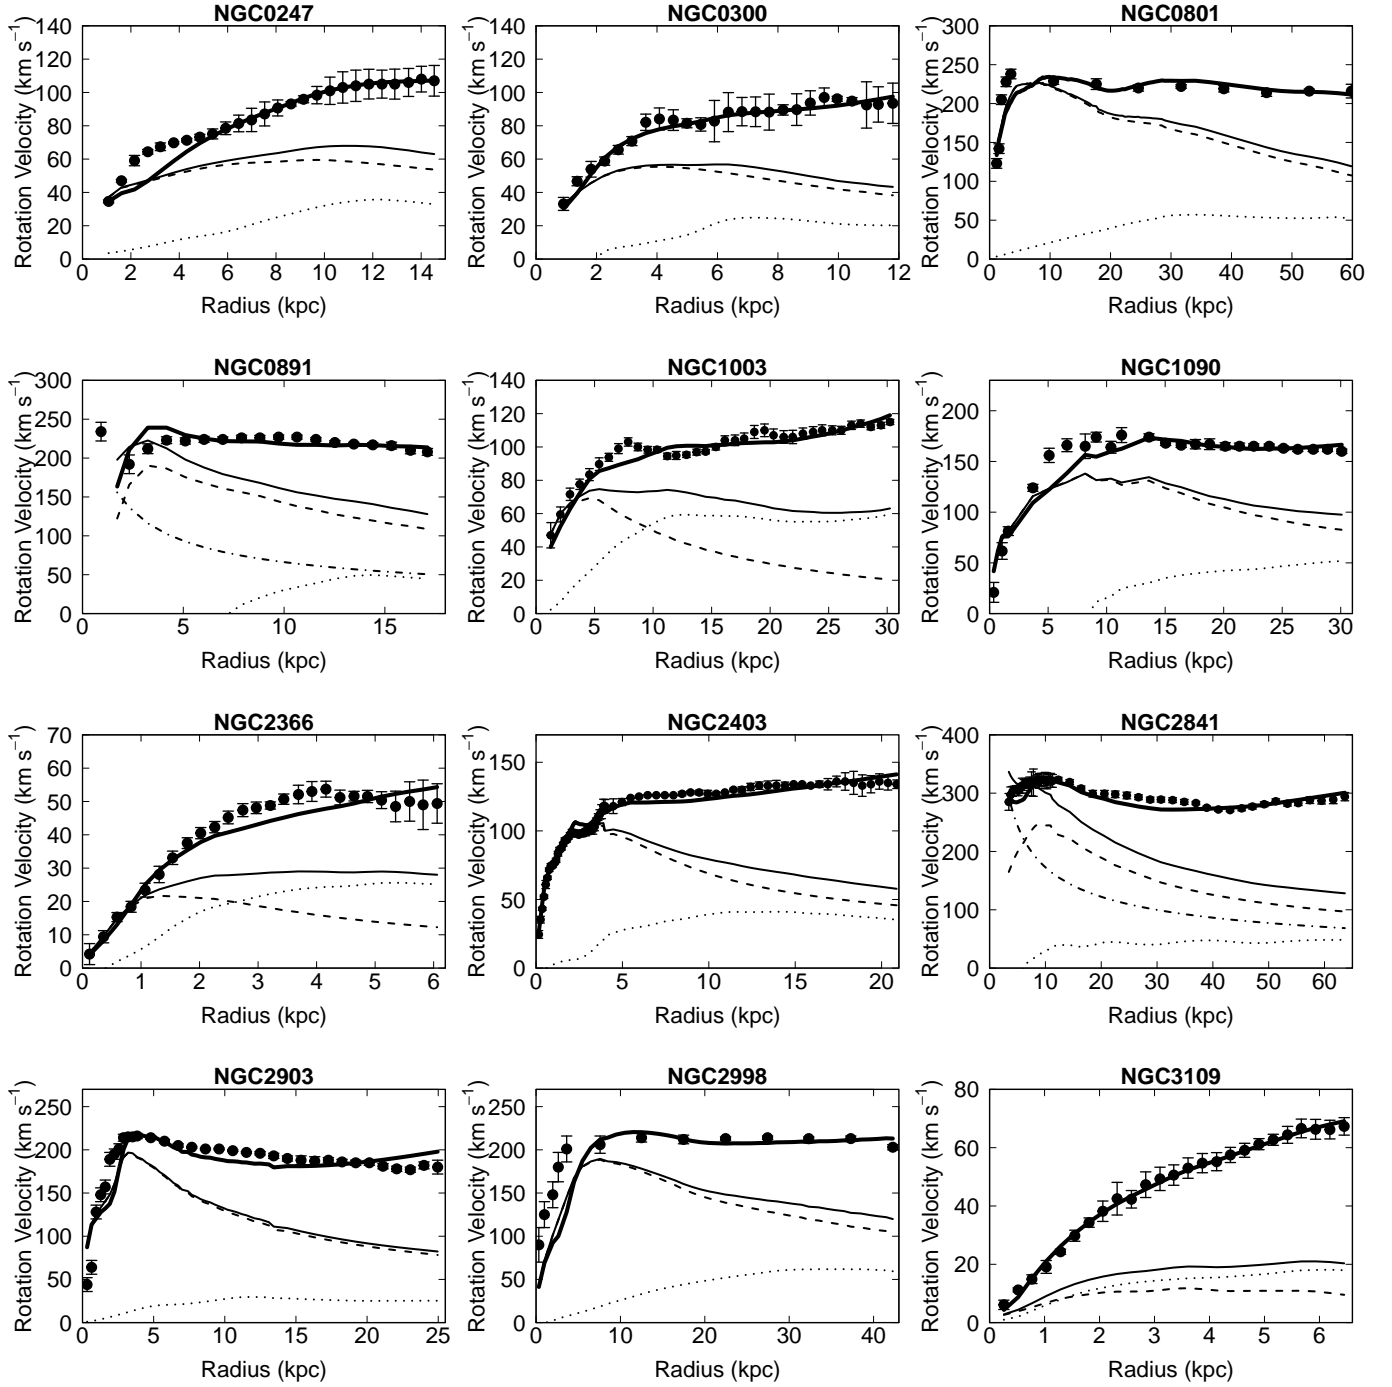 NGC0247
Rotation Velocity (km s⁻¹)
140
120
100
80
60
40
20
0
0 2 4 6 8 10 12 14
Radius (kpc)
NGC0300
Rotation Velocity (km s⁻¹)
140
120
100
80
60
40
20
0
0 2 4 6 8 10 12
Radius (kpc)
NGC0801
Rotation Velocity (km s⁻¹)
300
250
200
150
100
50
0
0 10 20 30 40 50 60
Radius (kpc)
NGC0891
Rotation Velocity (km s⁻¹)
300
250
200
150
100
50
0
0 5 10 15
Radius (kpc)
NGC1003
Rotation Velocity (km s⁻¹)
140
120
100
80
60
40
20
0
0 5 10 15 20 25 30
Radius (kpc)
NGC1090
Rotation Velocity (km s⁻¹)
200
150
100
50
0
0 5 10 15 20 25 30
Radius (kpc)
NGC2366
Rotation Velocity (km s⁻¹)
70
60
50
40
30
20
10
0
0 1 2 3 4 5 6
Radius (kpc)
NGC2403
Rotation Velocity (km s⁻¹)
150
100
50
0
0 5 10 15 20
Radius (kpc)
NGC2841
Rotation Velocity (km s⁻¹)
400
300
200
100
0
0 10 20 30 40 50 60
Radius (kpc)
NGC2903
Rotation Velocity (km s⁻¹)
250
200
150
100
50
0
0 5 10 15 20 25
Radius (kpc)
NGC2998
Rotation Velocity (km s⁻¹)
250
200
150
100
50
0
0 10 20 30 40
Radius (kpc)
NGC3109
Rotation Velocity (km s⁻¹)
80
60
40
20
0
0 1 2 3 4 5 6
Radius (kpc)